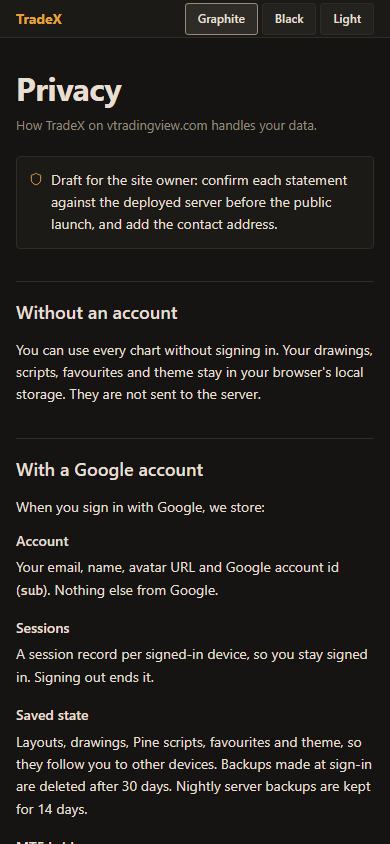 TradeX
Graphite
Black
Light
Privacy
How TradeX on vtradingview.com handles your data.
Draft for the site owner: confirm each statement
against the deployed server before the public
launch, and add the contact address.
Without an account
You can use every chart without signing in. Your drawings,
scripts, favourites and theme stay in your browser's local
storage. They are not sent to the server.
With a Google account
When you sign in with Google, we store:
Account
Your email, name, avatar URL and Google account id
(sub). Nothing else from Google.
Sessions
A session record per signed-in device, so you stay signed
in. Signing out ends it.
Saved state
Layouts, drawings, Pine scripts, favourites and theme, so
they follow you to other devices. Backups made at sign-in
are deleted after 30 days. Nightly server backups are kept
for 14 days.